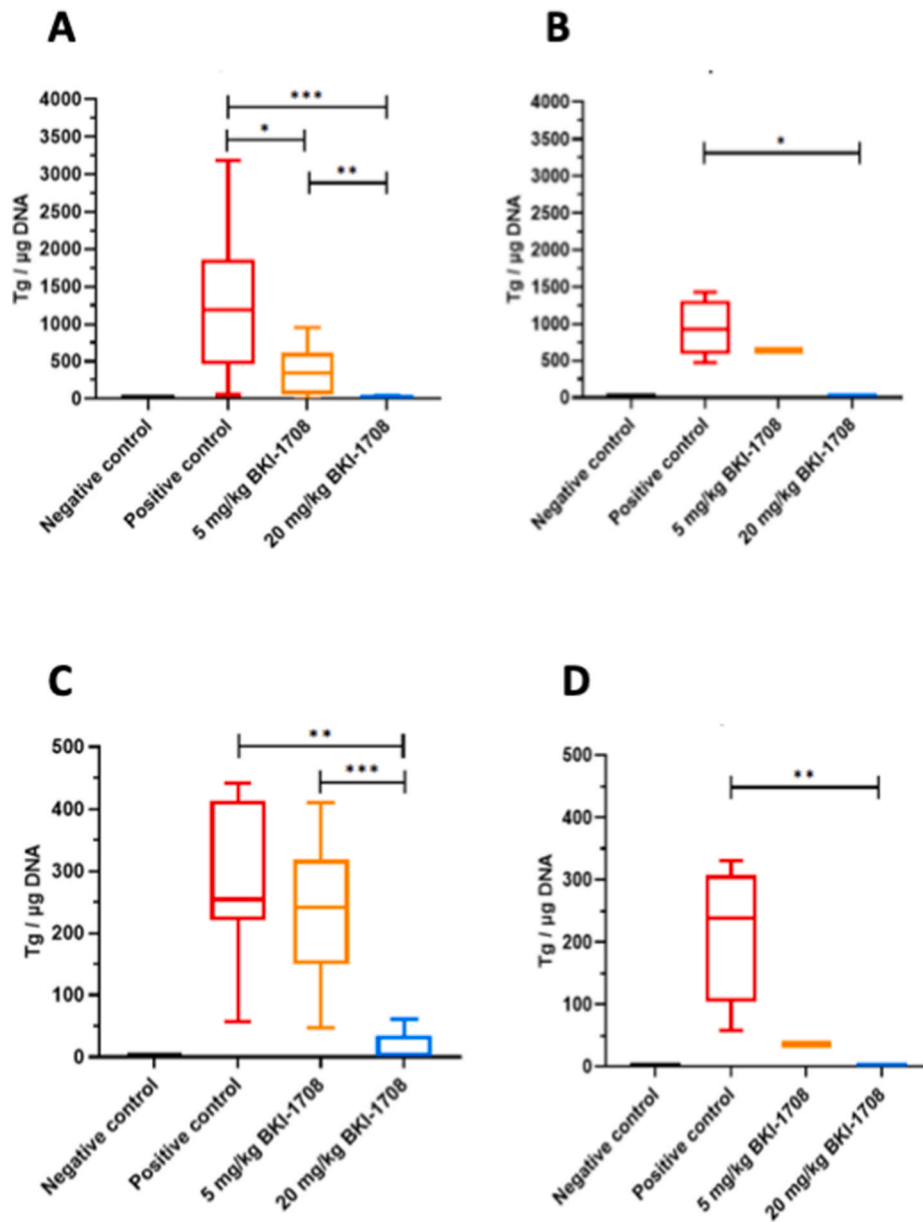 A
Tg / µg DNA
4000
3500
3000
2500
2000
1500
1000
500
0
***
*
**
Negative control
Positive control
5 mg/kg BKI-1708
20 mg/kg BKI-1708
B
Tg / µg DNA
4000
3500
3000
2500
2000
1500
1000
500
0
*
Negative control
Positive control
5 mg/kg BKI-1708
20 mg/kg BKI-1708
C
Tg / µg DNA
500
400
300
200
100
0
**
***
Negative control
Positive control
5 mg/kg BKI-1708
20 mg/kg BKI-1708
D
Tg / µg DNA
500
400
300
200
100
0
**
Negative control
Positive control
5 mg/kg BKI-1708
20 mg/kg BKI-1708